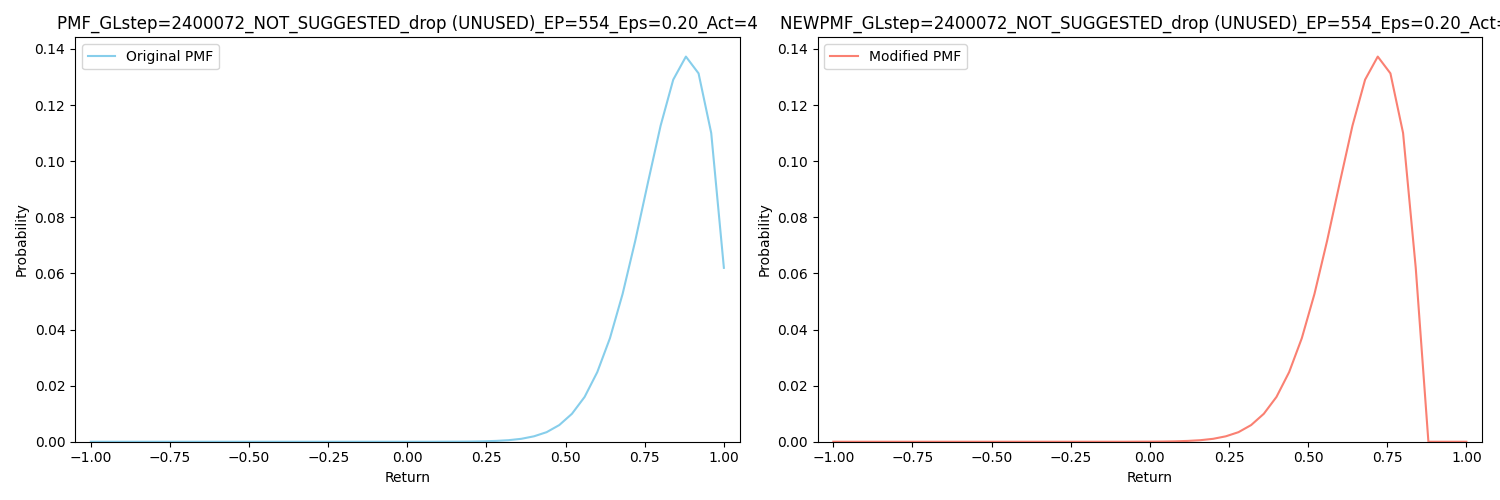 PMF_GLstep=2400072_NOT_SUGGESTED_drop (UNUSED)_EP=554_Eps=0.20_Act=4
Original PMF
Probability
0.14
0.12
0.10
0.08
0.06
0.04
0.02
0.00
−1.00 −0.75 −0.50 −0.25 0.00 0.25 0.50 0.75 1.00
Return
NEWPMF_GLstep=2400072_NOT_SUGGESTED_drop (UNUSED)_EP=554_Eps=0.20_Act=
Modified PMF
Probability
0.14
0.12
0.10
0.08
0.06
0.04
0.02
0.00
−1.00 −0.75 −0.50 −0.25 0.00 0.25 0.50 0.75 1.00
Return